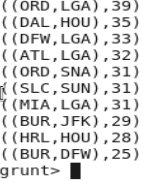 ((ORD,LGA),39)
((DAL,HOU),35)
((DFW,LGA),33)
((ATL,LGA),32)
((ORD,SNA),31)
((SLC,SUN),31)
((MIA,LGA),31)
((BUR,JFK),29)
((HRL,HOU),28)
((BUR,DFW),25)
grunt>